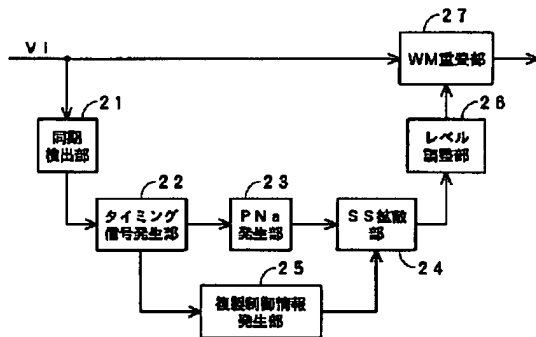 27
Vi
WM重畳部
21
26
同期
検出部
レベル
調整部
22
23
タイミング
信号発生部
PNa
発生部
SS拡散
部
25
24
複製制御情報
発生部